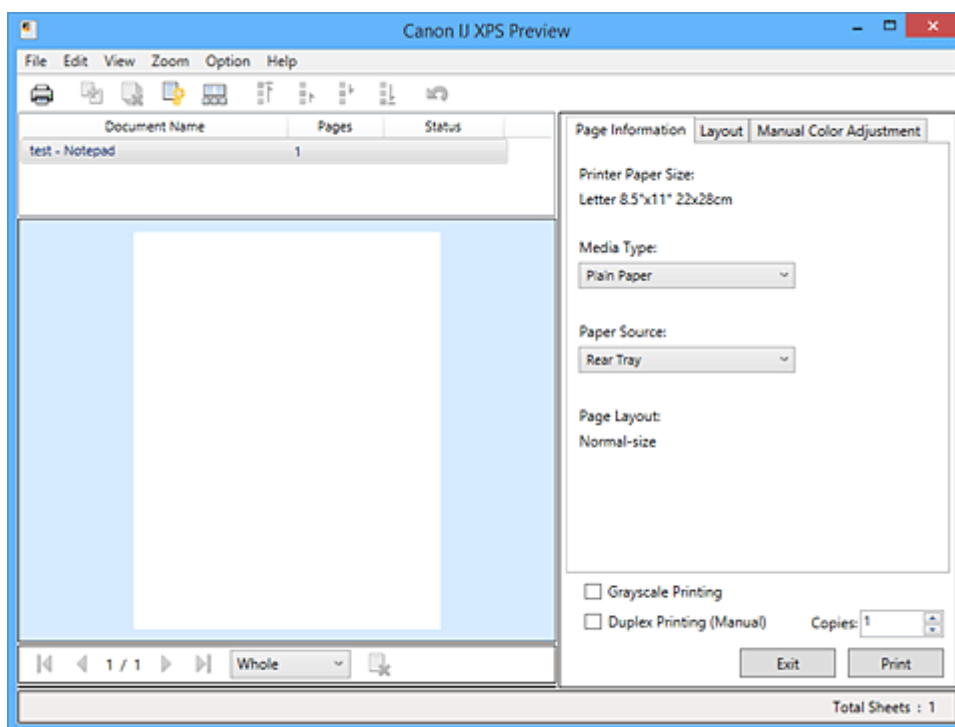 Canon IJ XPS Preview
File Edit View Zoom Option Help
Document Name Pages Status
test - Notepad 1
Page Information Layout Manual Color Adjustment
Printer Paper Size:
Letter 8.5"x11" 22x28cm
Media Type:
Plain Paper
Paper Source:
Rear Tray
Page Layout:
Normal-size
Grayscale Printing
Duplex Printing (Manual) Copies: 1
1 / 1 Whole
Exit Print
Total Sheets : 1